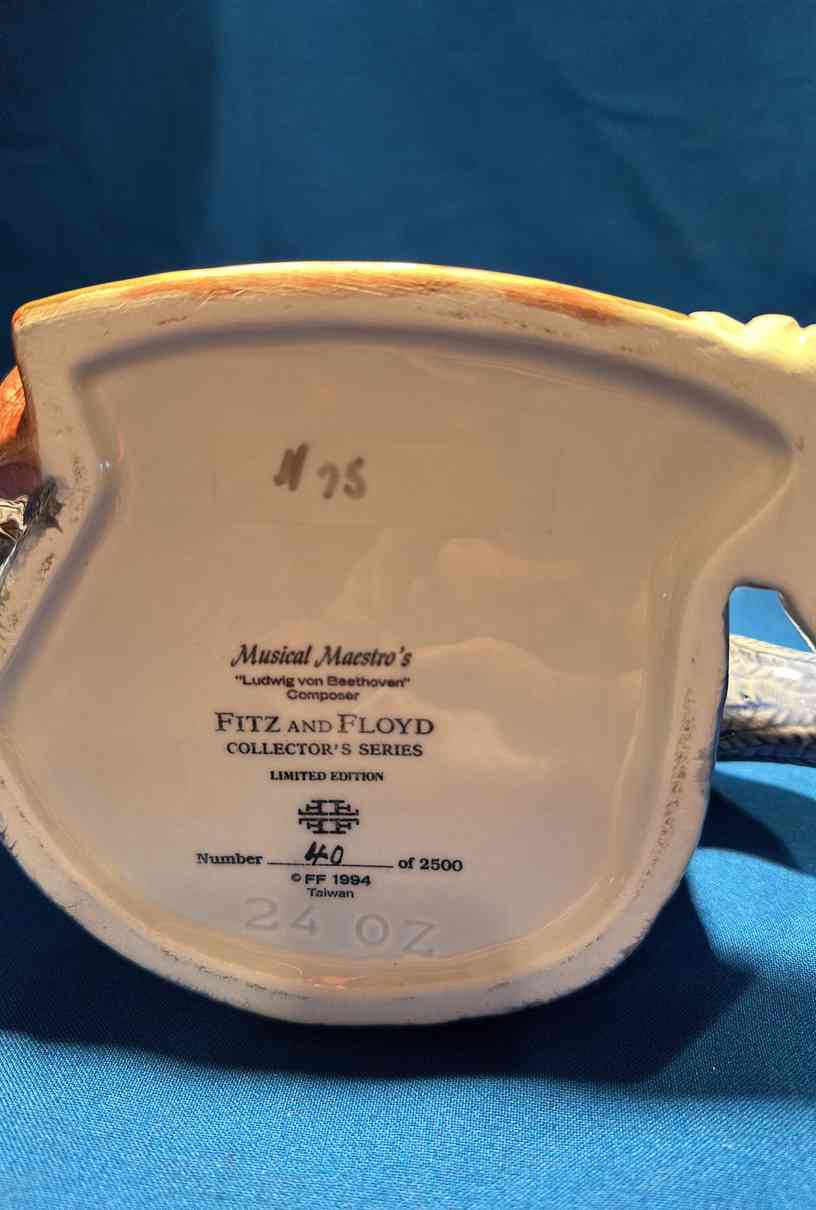 N 75
Musical Maestro's
"Ludwig von Beethoven"
Composer
FITZ AND FLOYD
COLLECTOR'S SERIES
LIMITED EDITION
Number 40 of 2500
© FF 1994
Taiwan
24 OZ